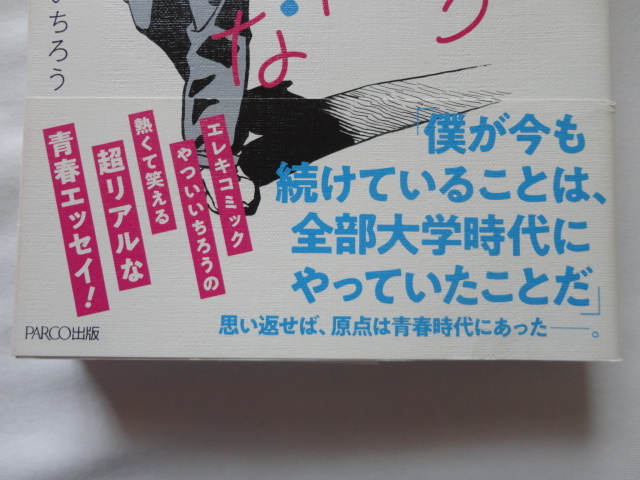 いちろう
な
「僕が今も
続けていることは、
全部大学時代に
やっていたことだ」
思い返せば、原点は青春時代にあった――。
エレキコミック
やついいちろうの
熱くて笑える
超リアルな
青春エッセイ!
PARCO出版